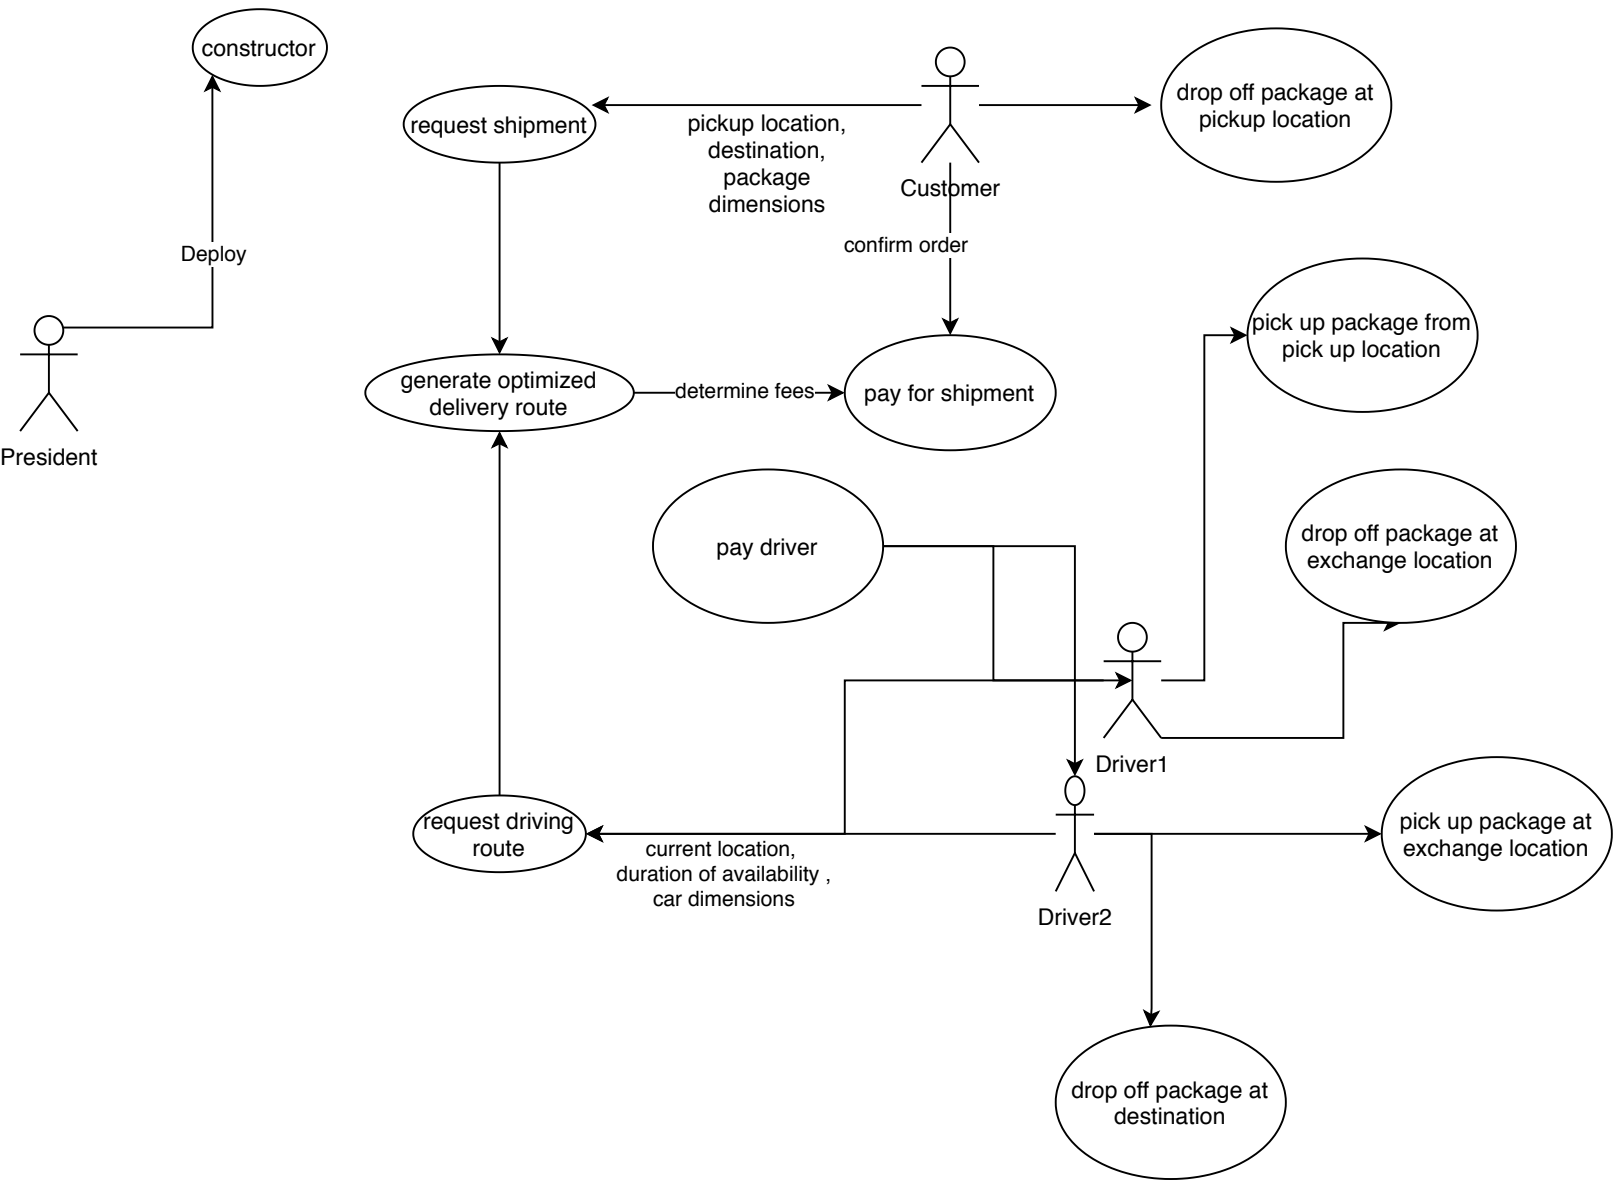 constructor
request shipment
pickup location,
destination,
package
dimensions
Customer
drop off package at
pickup location
Deploy
confirm order
President
generate optimized
delivery route
determine fees
pay for shipment
pick up package from
pick up location
pay driver
drop off package at
exchange location
Driver1
request driving
route
current location,
duration of availability ,
car dimensions
Driver2
pick up package at
exchange location
drop off package at
destination